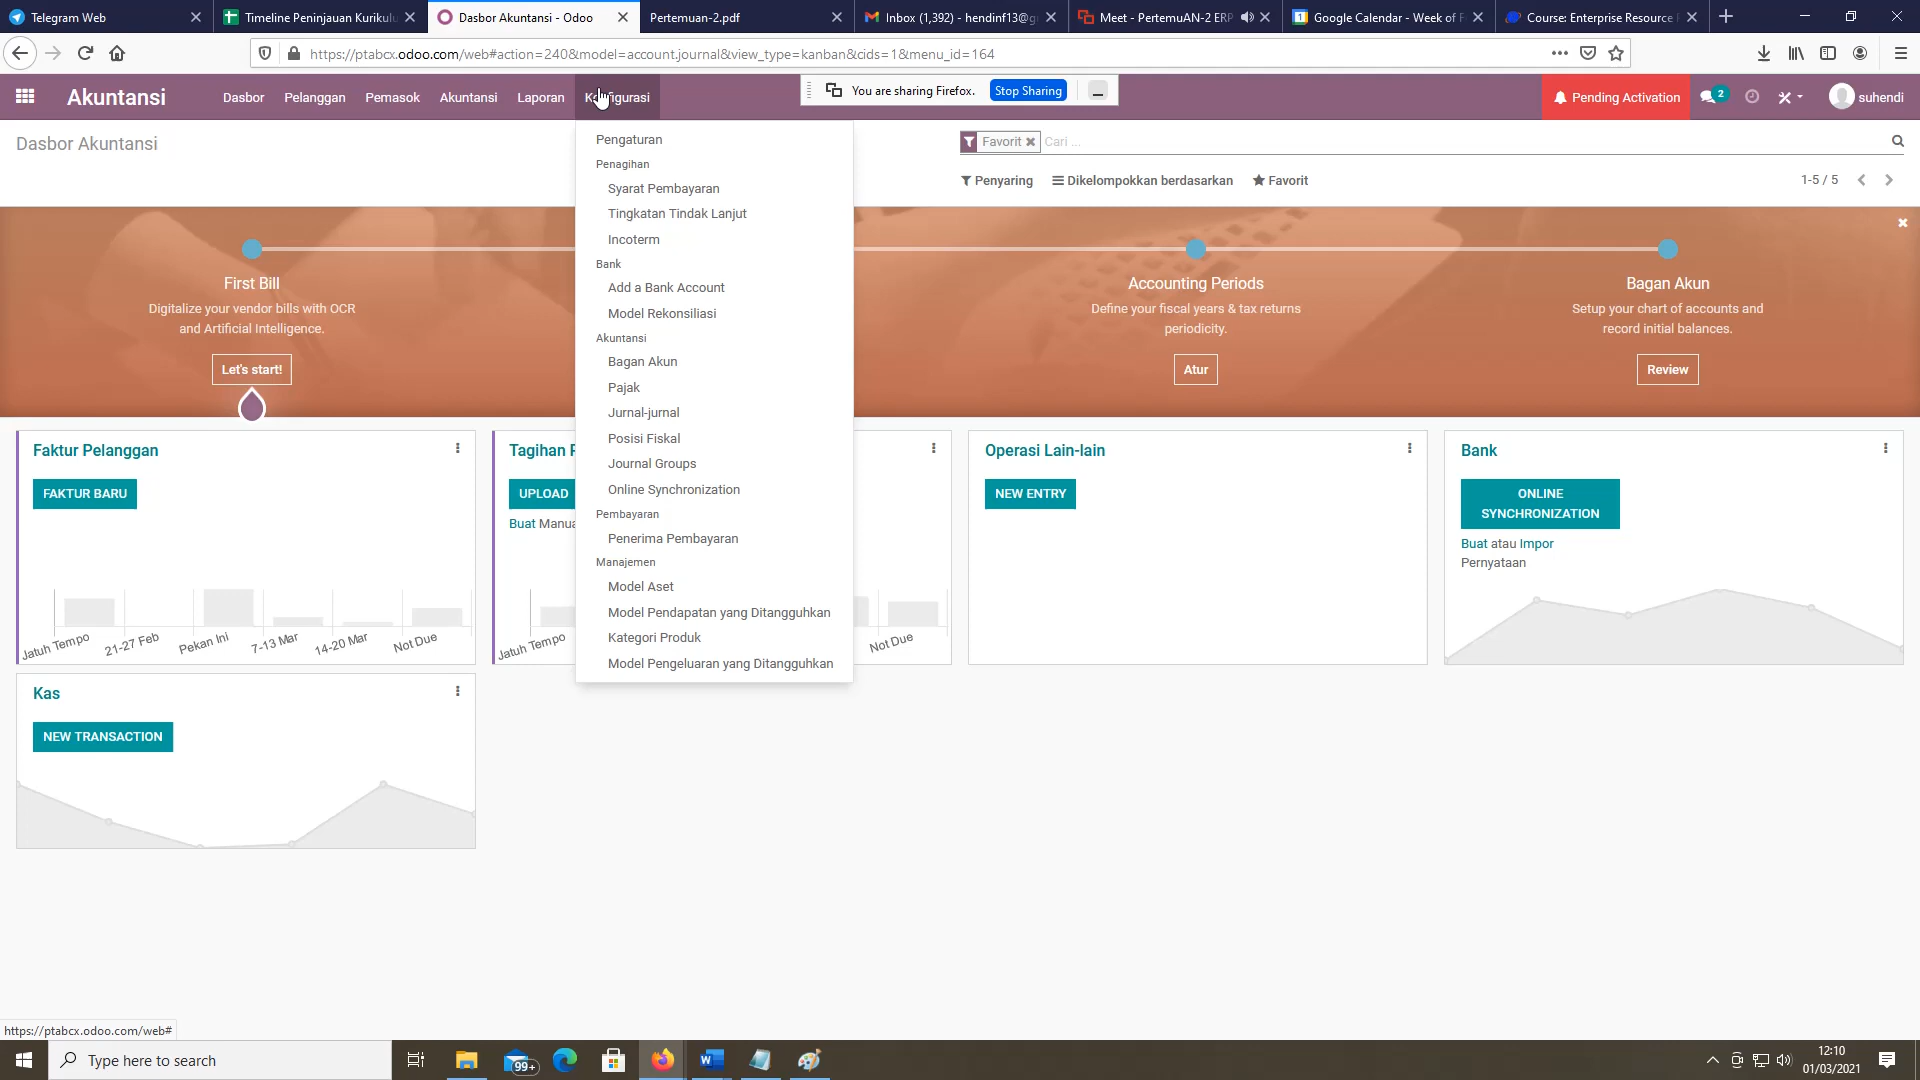 Telegram Web
Timeline Peninjauan Kurikulu
Dasbor Akuntansi - Odoo
Pertemuan-2.pdf
Inbox (1,392) - hendinf13@g
Meet - PertemuAN-2 ERP
Google Calendar - Week of F
Course: Enterprise Resource P
https://ptabcx.odoo.com/web#action=240&model=account.journal&view_type=kanban&cids=1&menu_id=164
Akuntansi
Dasbor
Pelanggan
Pemasok
Akuntansi
Laporan
Konfigurasi
You are sharing Firefox.
Stop Sharing
Pending Activation
2
suhendi
Dasbor Akuntansi
Favorit
Cari ...
Penyaring
Dikelompokkan berdasarkan
Favorit
1-5 / 5
Pengaturan
Penagihan
Syarat Pembayaran
Tingkatan Tindak Lanjut
Incoterm
Bank
Add a Bank Account
Model Rekonsiliasi
Akuntansi
Bagan Akun
Pajak
Jurnal-jurnal
Posisi Fiskal
Journal Groups
Online Synchronization
Pembayaran
Penerima Pembayaran
Manajemen
Model Aset
Model Pendapatan yang Ditangguhkan
Kategori Produk
Model Pengeluaran yang Ditangguhkan
First Bill
Digitalize your vendor bills with OCR
and Artificial Intelligence.
Let's start!
Accounting Periods
Define your fiscal years & tax returns
periodicity.
Atur
Bagan Akun
Setup your chart of accounts and
record initial balances.
Review
Faktur Pelanggan
FAKTUR BARU
Jatuh Tempo
21-27 Feb
Pekan Ini
7-13 Mar
14-20 Mar
Not Due
Tagihan P
UPLOAD
Buat Manua
Jatuh Tempo
Not Due
Operasi Lain-lain
NEW ENTRY
Bank
ONLINE
SYNCHRONIZATION
Buat atau Impor
Pernyataan
Kas
NEW TRANSACTION
https://ptabcx.odoo.com/web#
Type here to search
99+
12:10
01/03/2021